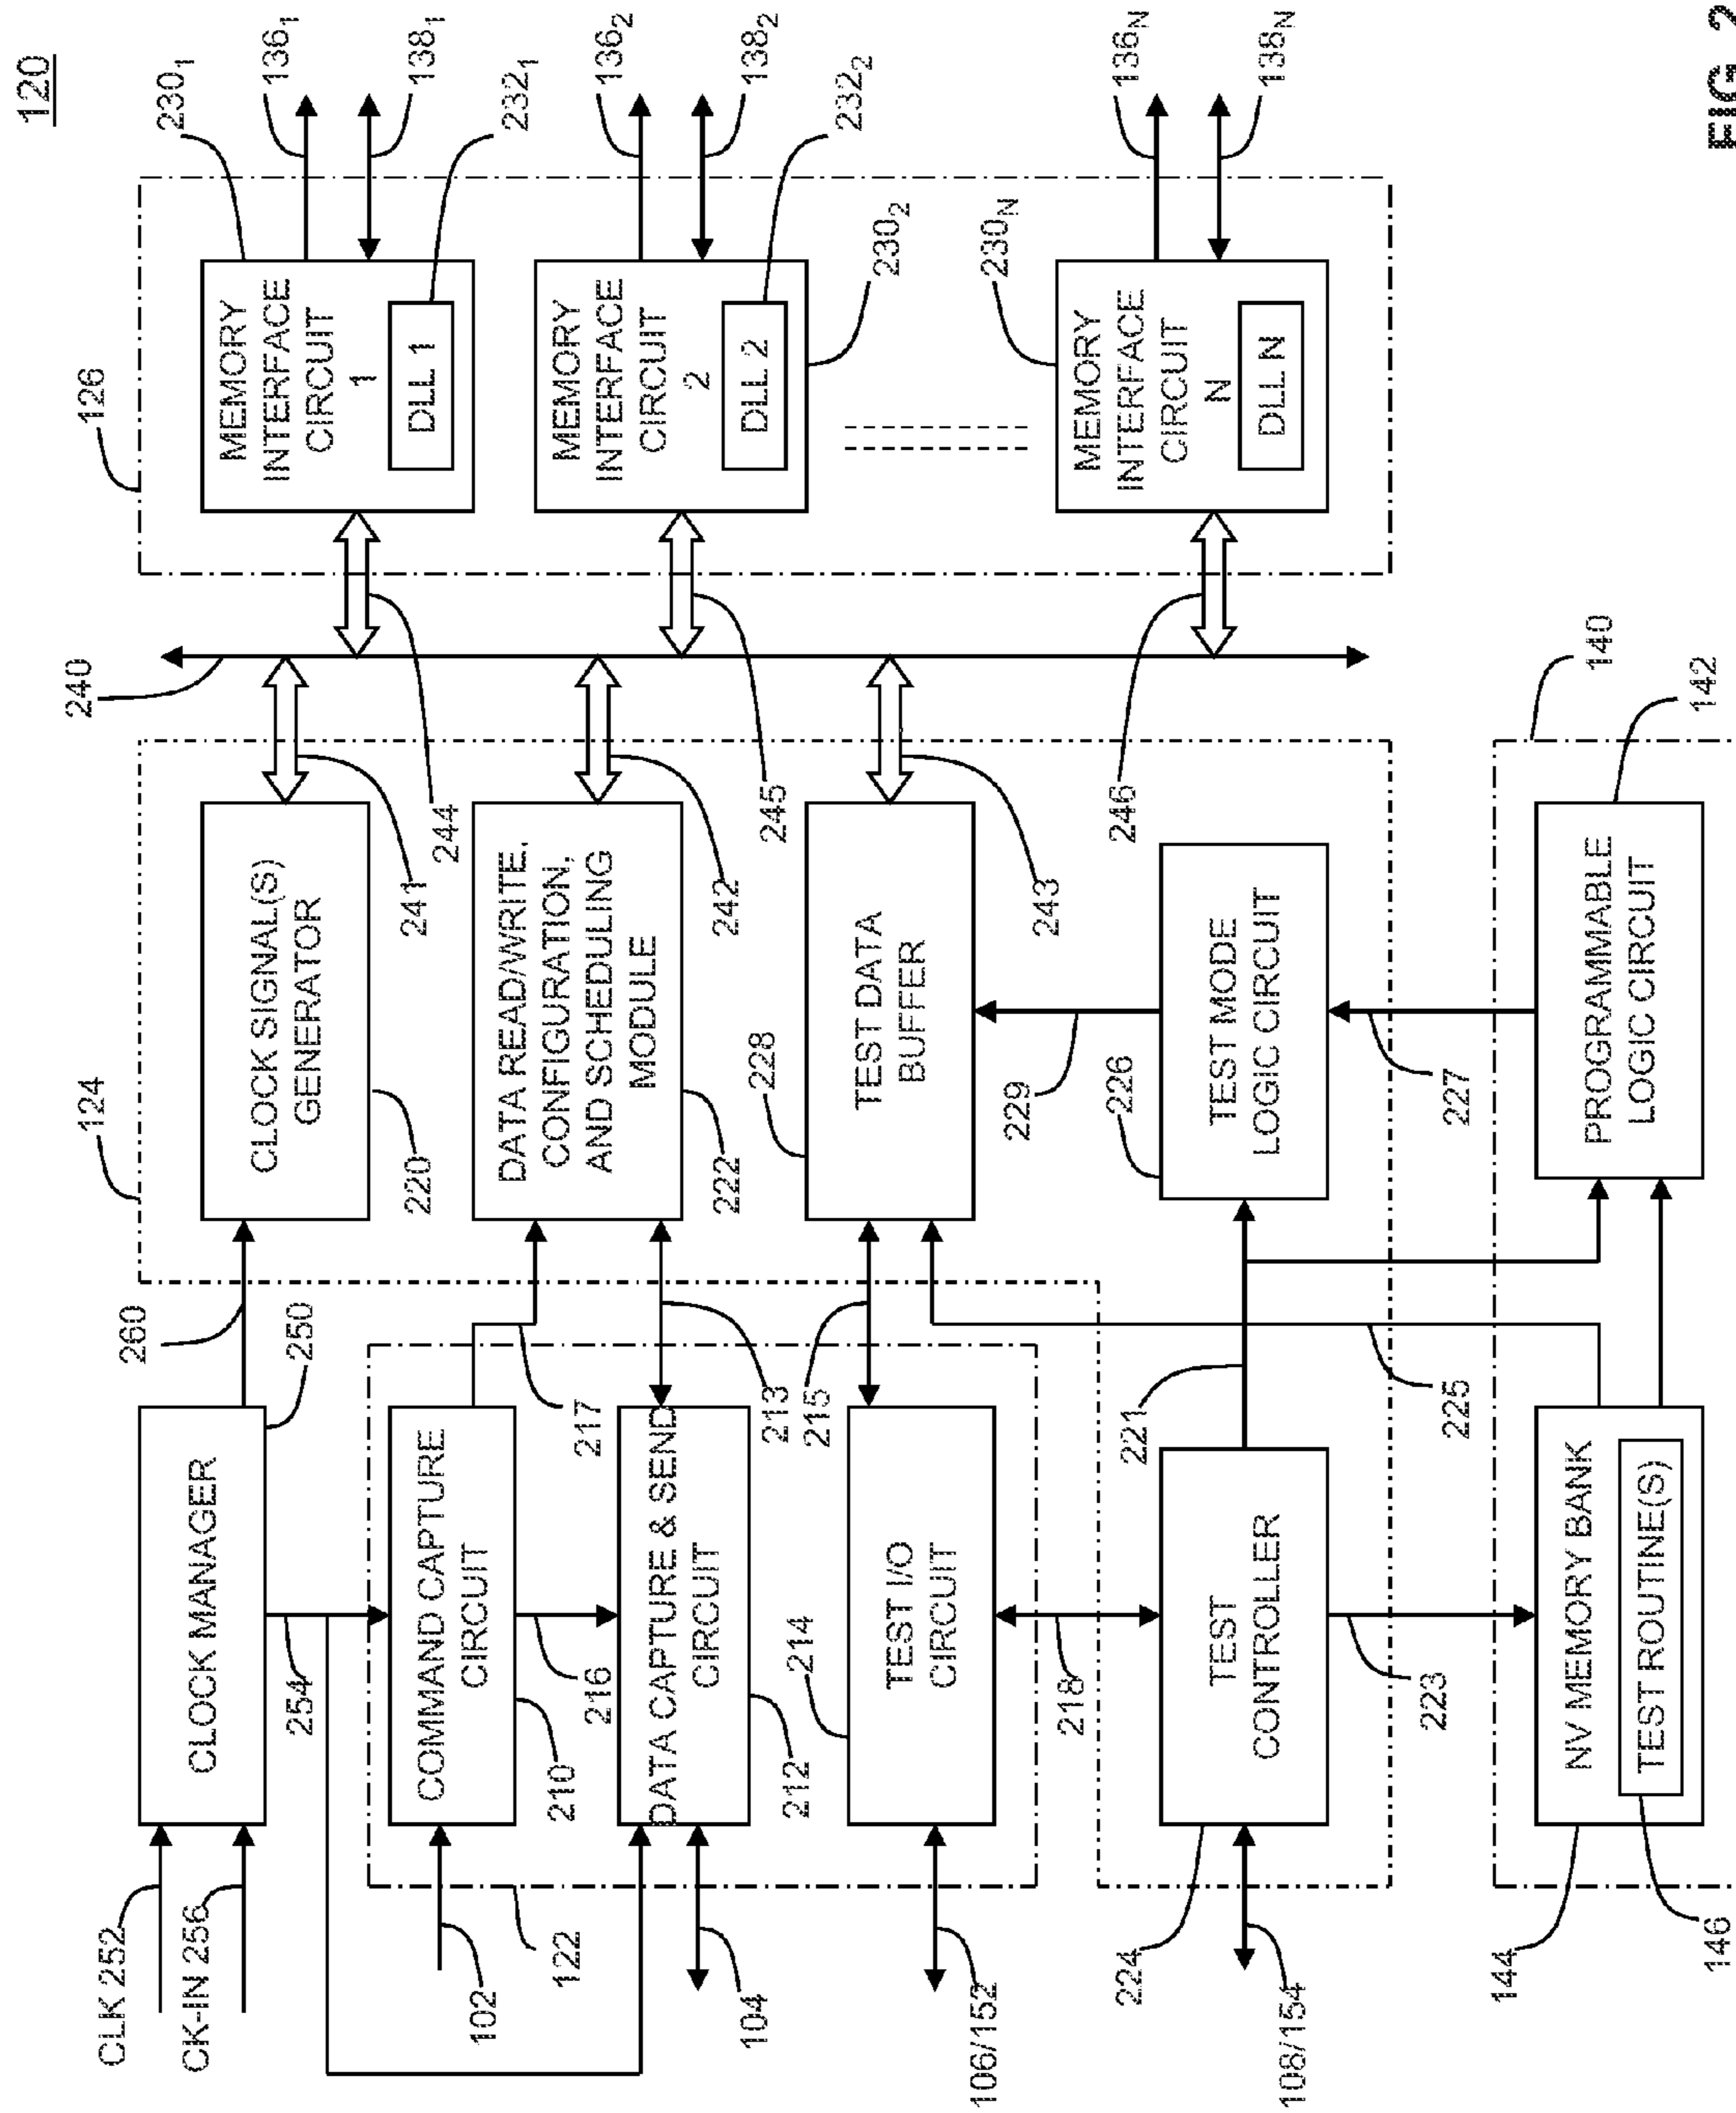 120
CLK 252
CK-IN 256
CLOCK MANAGER
250
254
260
124
CLOCK SIGNAL(S)
GENERATOR
220
240
241
244
126
MEMORY
INTERFACE
CIRCUIT
1
DLL 1
230₁
136₁
138₁
232₁
102
122
COMMAND CAPTURE
CIRCUIT
210
216
217
DATA READ/WRITE,
CONFIGURATION,
AND SCHEDULING
MODULE
222
242
245
MEMORY
INTERFACE
CIRCUIT
2
DLL 2
136₂
138₂
232₂
230₂
104
DATA CAPTURE & SEND
CIRCUIT
212
213
215
106/152
214
TEST I/O
CIRCUIT
218
228
TEST DATA
BUFFER
243
229
246
230_N
MEMORY
INTERFACE
CIRCUIT
N
DLL N
136_N
138_N
108/154
224
TEST
CONTROLLER
221
223
225
226
TEST MODE
LOGIC CIRCUIT
227
140
142
PROGRAMMABLE
LOGIC CIRCUIT
144
146
NV MEMORY BANK
TEST ROUTINE(S)
FIG. 2